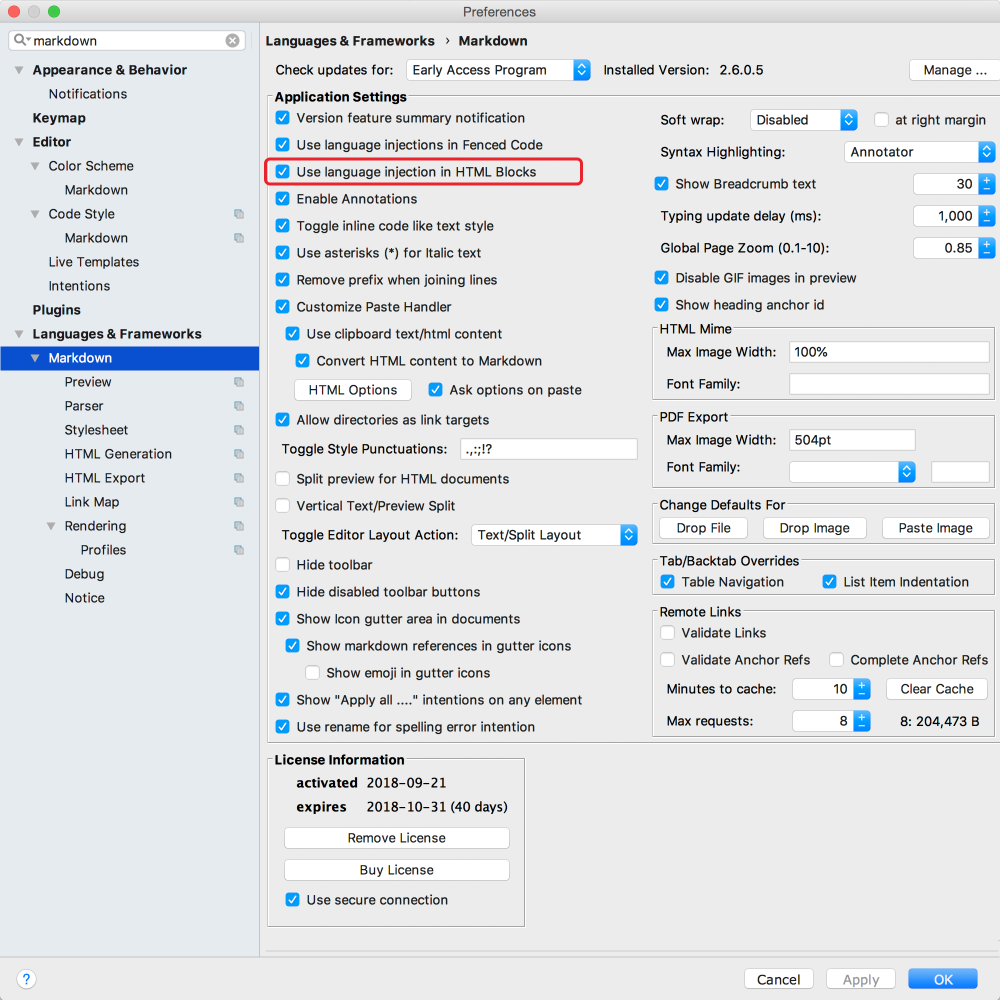 Preferences
markdown
Appearance & Behavior
Notifications
Keymap
Editor
Color Scheme
Markdown
Code Style
Markdown
Live Templates
Intentions
Plugins
Languages & Frameworks
Markdown
Preview
Parser
Stylesheet
HTML Generation
HTML Export
Link Map
Rendering
Profiles
Debug
Notice
Languages & Frameworks › Markdown
Check updates for: Early Access Program Installed Version: 2.6.0.5 Manage ...
Application Settings
Version feature summary notification
Use language injections in Fenced Code
Use language injection in HTML Blocks
Enable Annotations
Toggle inline code like text style
Use asterisks (*) for Italic text
Remove prefix when joining lines
Customize Paste Handler
Use clipboard text/html content
Convert HTML content to Markdown
HTML Options Ask options on paste
Allow directories as link targets
Toggle Style Punctuations: .,:;!?
Split preview for HTML documents
Vertical Text/Preview Split
Toggle Editor Layout Action: Text/Split Layout
Hide toolbar
Hide disabled toolbar buttons
Show Icon gutter area in documents
Show markdown references in gutter icons
Show emoji in gutter icons
Show "Apply all ...." intentions on any element
Use rename for spelling error intention
Soft wrap: Disabled at right margin
Syntax Highlighting: Annotator
Show Breadcrumb text 30
Typing update delay (ms): 1,000
Global Page Zoom (0.1-10): 0.85
Disable GIF images in preview
Show heading anchor id
HTML Mime
Max Image Width: 100%
Font Family:
PDF Export
Max Image Width: 504pt
Font Family:
Change Defaults For
Drop File Drop Image Paste Image
Tab/Backtab Overrides
Table Navigation List Item Indentation
Remote Links
Validate Links
Validate Anchor Refs Complete Anchor Refs
Minutes to cache: 10 Clear Cache
Max requests: 8 8: 204,473 B
License Information
activated 2018-09-21
expires 2018-10-31 (40 days)
Remove License
Buy License
Use secure connection
? Cancel Apply OK